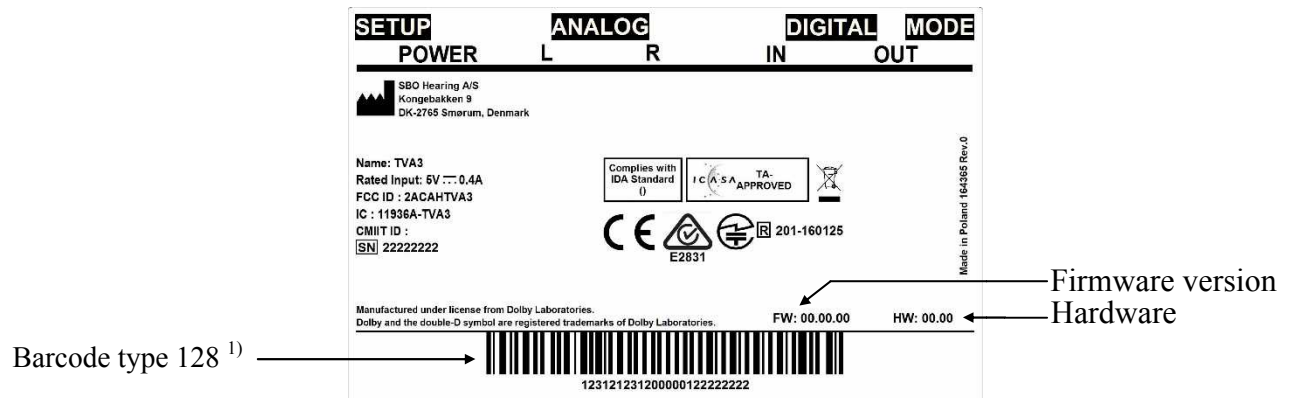 SETUP ANALOG DIGITAL MODE
POWER L R IN OUT
SBO Hearing A/S
Kongebakken 9
DK-2765 Smørum, Denmark
Name: TVA3
Rated Input: 5V ⎓ 0.4A
FCC ID : 2ACAHTVA3
IC : 11936A-TVA3
CMIIT ID :
SN 22222222
Complies with
IDA Standard
()
ICASA TA-
APPROVED
CE
E2831
R 201-160125
Made in Poland 164365 Rev.0
Firmware version
Hardware
Manufactured under license from Dolby Laboratories.
Dolby and the double-D symbol are registered trademarks of Dolby Laboratories.
FW: 00.00.00 HW: 00.00
Barcode type 128 1)
1231212312000000122222222